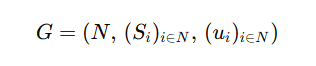 G = (N, (S_i)_{i∈N}, (u_i)_{i∈N})